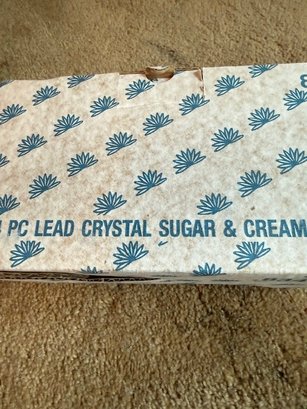 PC LEAD CRYSTAL SUGAR & CREAM